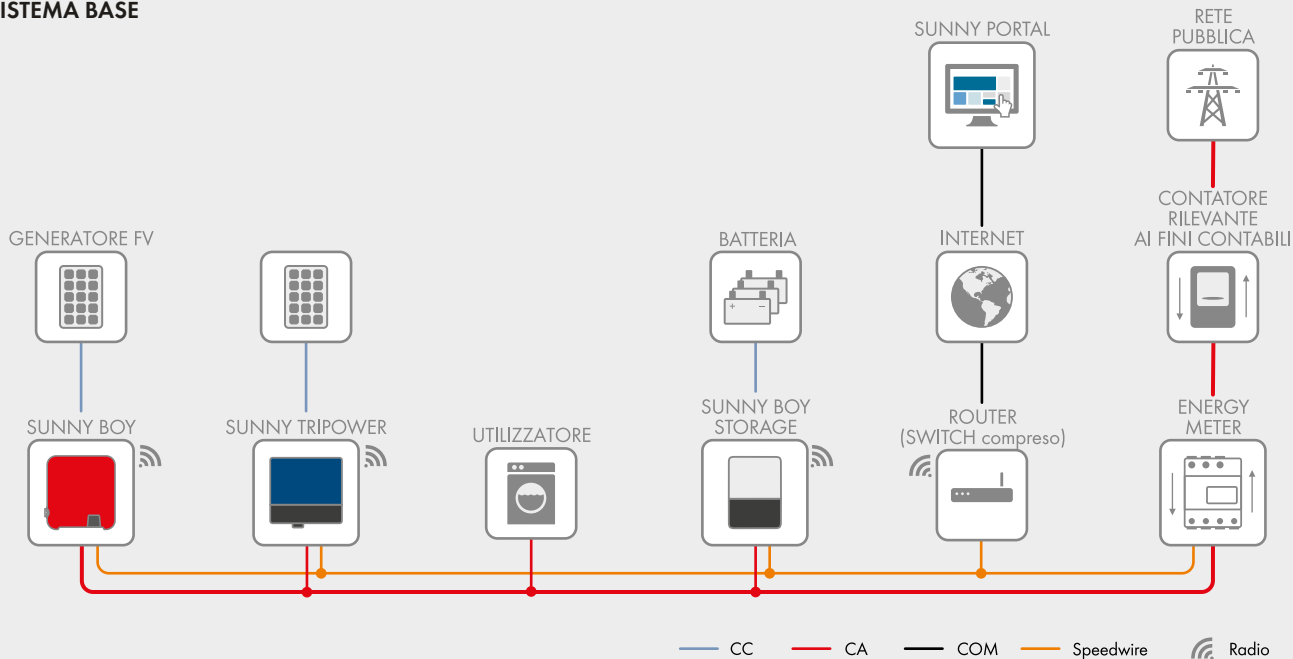 ISTEMA BASE
SUNNY PORTAL
RETE
PUBBLICA
GENERATORE FV
BATTERIA
INTERNET
CONTATORE
RILEVANTE
AI FINI CONTABILI
SUNNY BOY
SUNNY TRIPOWER
UTILIZZATORE
SUNNY BOY
STORAGE
ROUTER
(SWITCH compreso)
ENERGY
METER
CC
CA
COM
Speedwire
Radio